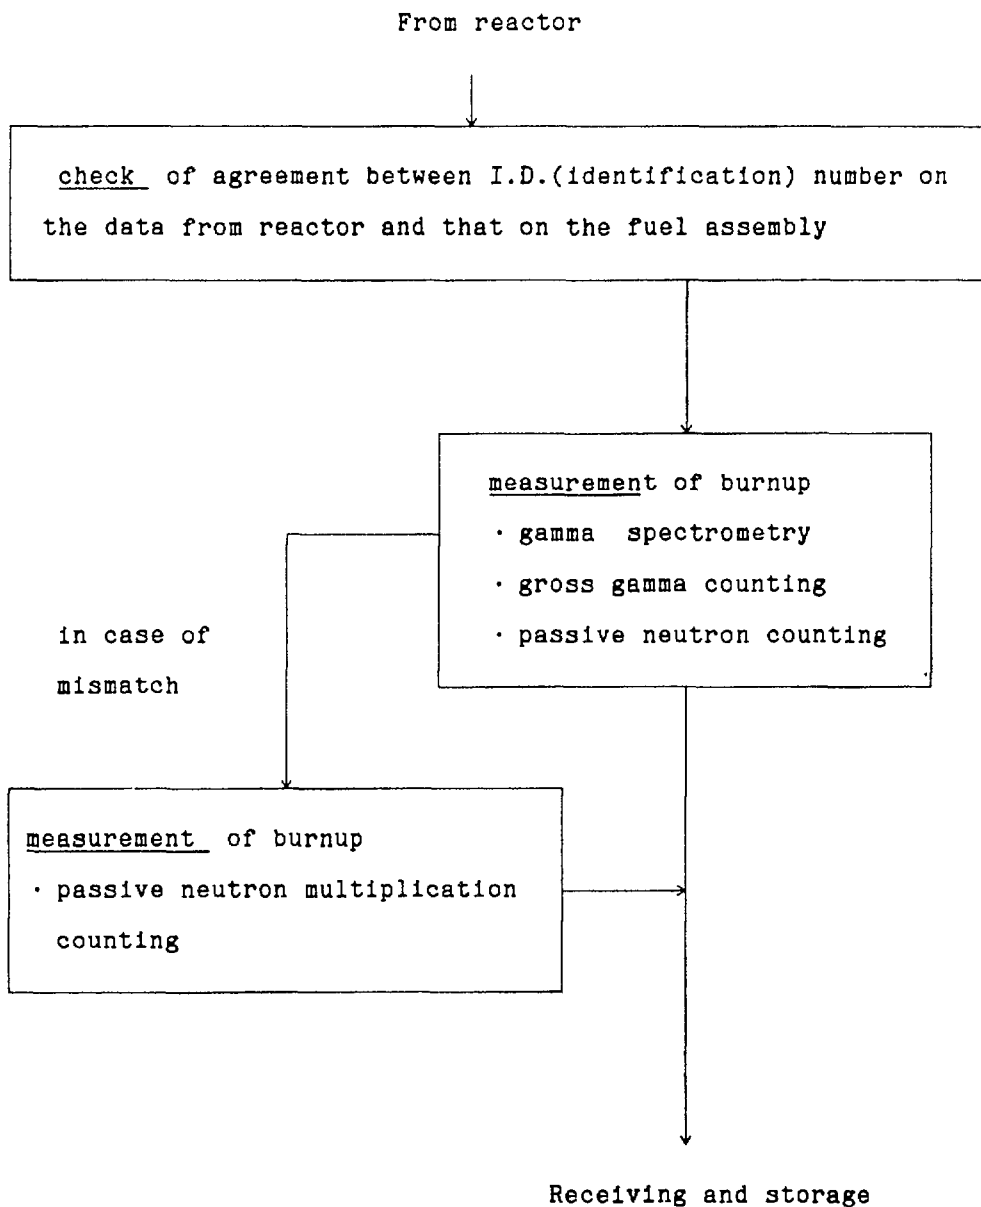 From reactor
check of agreement between I.D.(identification) number on
the data from reactor and that on the fuel assembly
measurement of burnup
· gamma spectrometry
· gross gamma counting
· passive neutron counting
in case of
mismatch
measurement of burnup
· passive neutron multiplication
counting
Receiving and storage